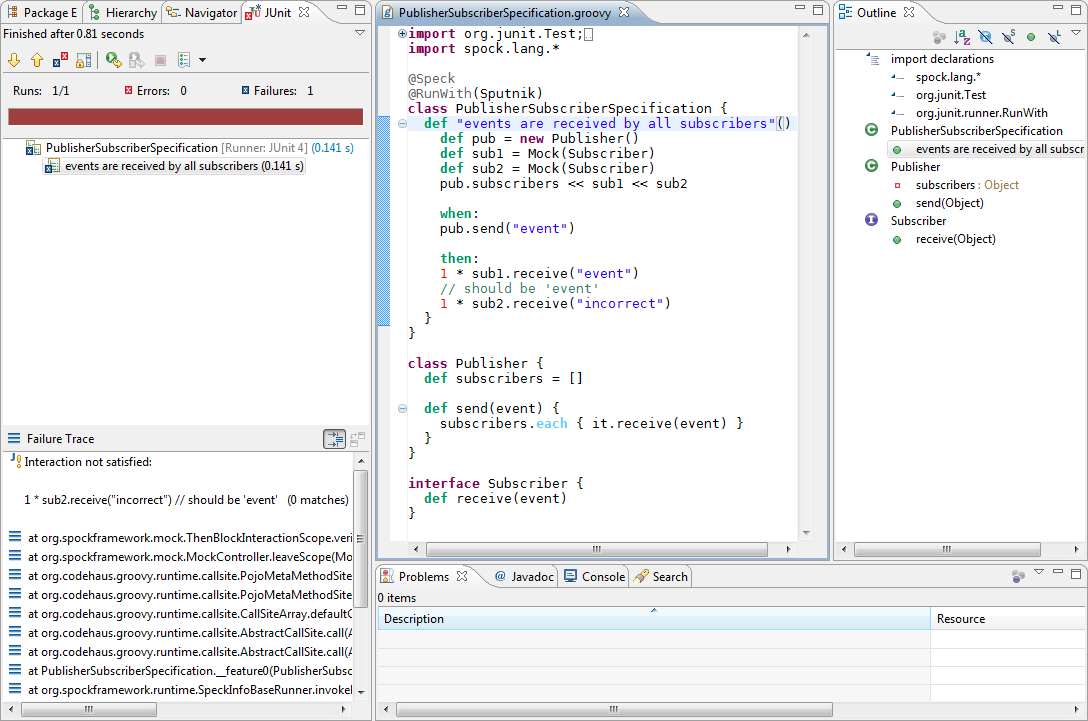 Package E Hierarchy Navigator JUnit
Finished after 0.81 seconds
Runs: 1/1 Errors: 0 Failures: 1
PublisherSubscriberSpecification [Runner: JUnit 4] (0.141 s)
events are received by all subscribers (0.141 s)
Failure Trace
Interaction not satisfied:
1 * sub2.receive("incorrect") // should be 'event' (0 matches)
at org.spockframework.mock.ThenBlockInteractionScope.veri
at org.spockframework.mock.MockController.leaveScope(Mo
at org.codehaus.groovy.runtime.callsite.PojoMetaMethodSite
at org.codehaus.groovy.runtime.callsite.PojoMetaMethodSite
at org.codehaus.groovy.runtime.callsite.CallSiteArray.defaultC
at org.codehaus.groovy.runtime.callsite.AbstractCallSite.call(A
at org.codehaus.groovy.runtime.callsite.AbstractCallSite.call(A
at PublisherSubscriberSpecification.__feature0(PublisherSubsc
at org.spockframework.runtime.SpeckInfoBaseRunner.invokeI
PublisherSubscriberSpecification.groovy
import org.junit.Test;
import spock.lang.*
@Speck
@RunWith(Sputnik)
class PublisherSubscriberSpecification {
def "events are received by all subscribers"()
def pub = new Publisher()
def sub1 = Mock(Subscriber)
def sub2 = Mock(Subscriber)
pub.subscribers << sub1 << sub2
when:
pub.send("event")
then:
1 * sub1.receive("event")
// should be 'event'
1 * sub2.receive("incorrect")
}
}
class Publisher {
def subscribers = []
def send(event) {
subscribers.each { it.receive(event) }
}
}
interface Subscriber {
def receive(event)
}
Outline
import declarations
spock.lang.*
org.junit.Test
org.junit.runner.RunWith
PublisherSubscriberSpecification
events are received by all subscr
Publisher
subscribers : Object
send(Object)
Subscriber
receive(Object)
Problems Javadoc Console Search
0 items
Description Resource